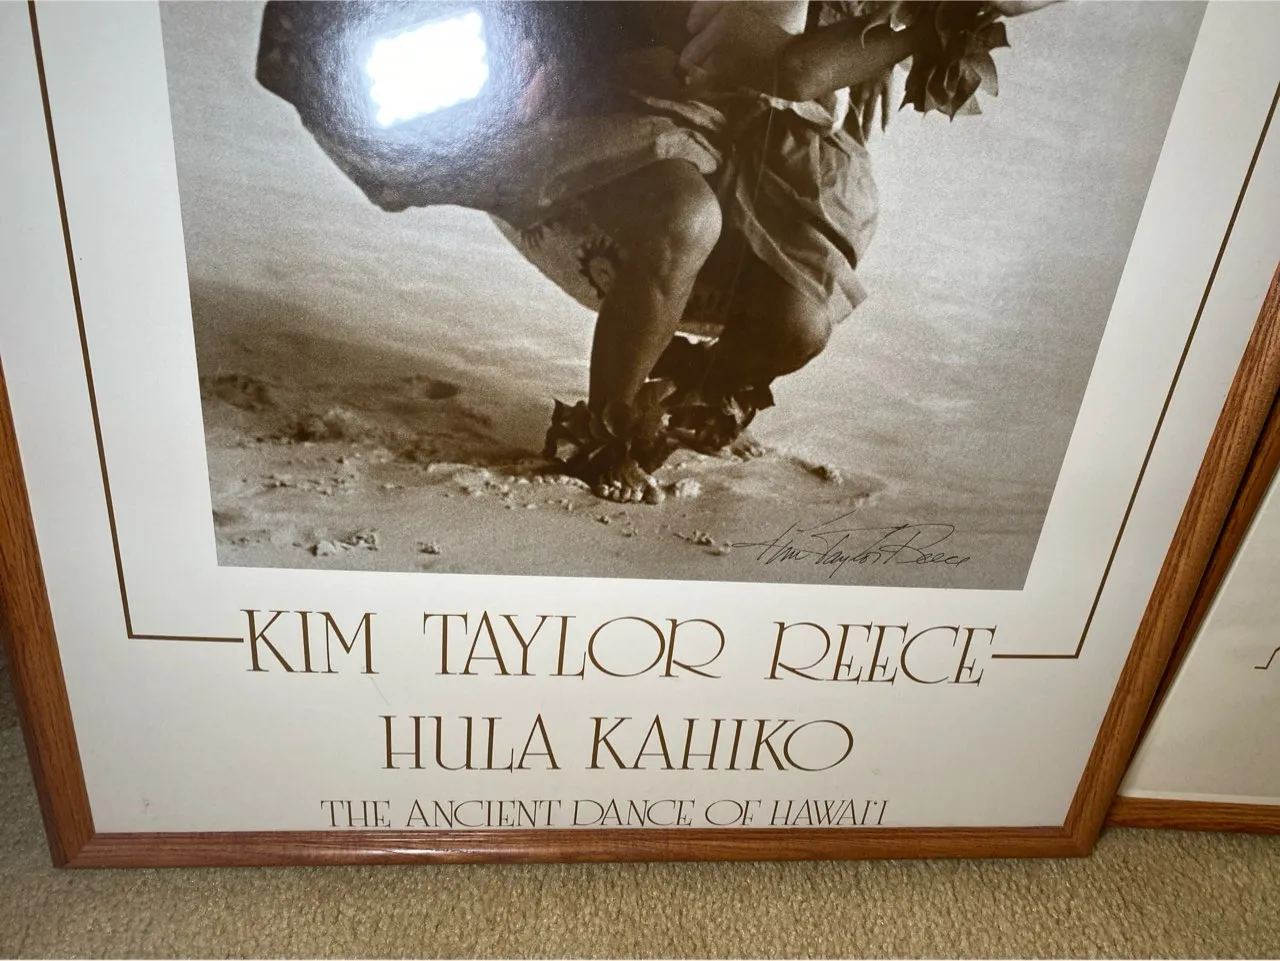 Kim Taylor Reece
KIM TAYLOR REECE
HULA KAHIKO
THE ANCIENT DANCE OF HAWAI'I